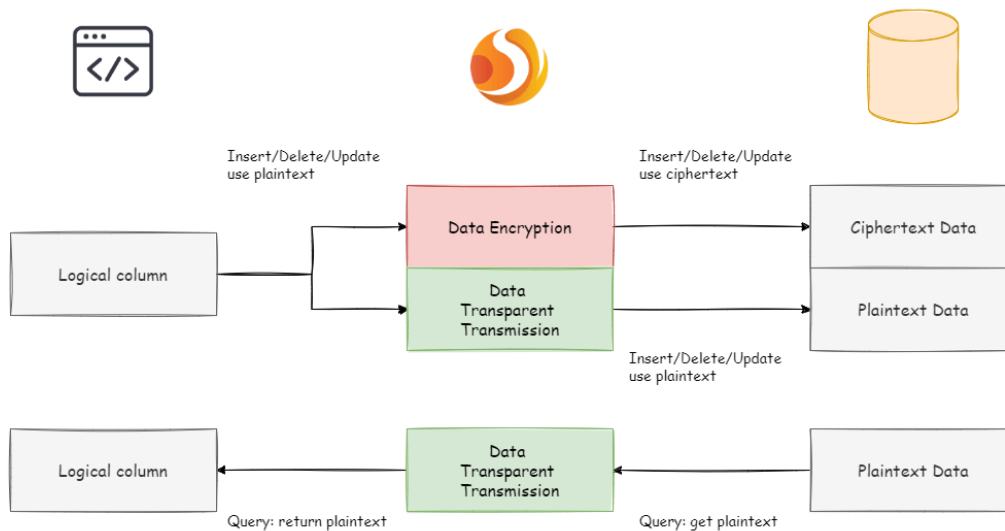 Insert/Delete/Update
use plaintext
Insert/Delete/Update
use ciphertext
Logical column
Data Encryption
Ciphertext Data
Data
Transparent
Transmission
Plaintext Data
Insert/Delete/Update
use plaintext
Logical column
Data
Transparent
Transmission
Plaintext Data
Query: return plaintext
Query: get plaintext